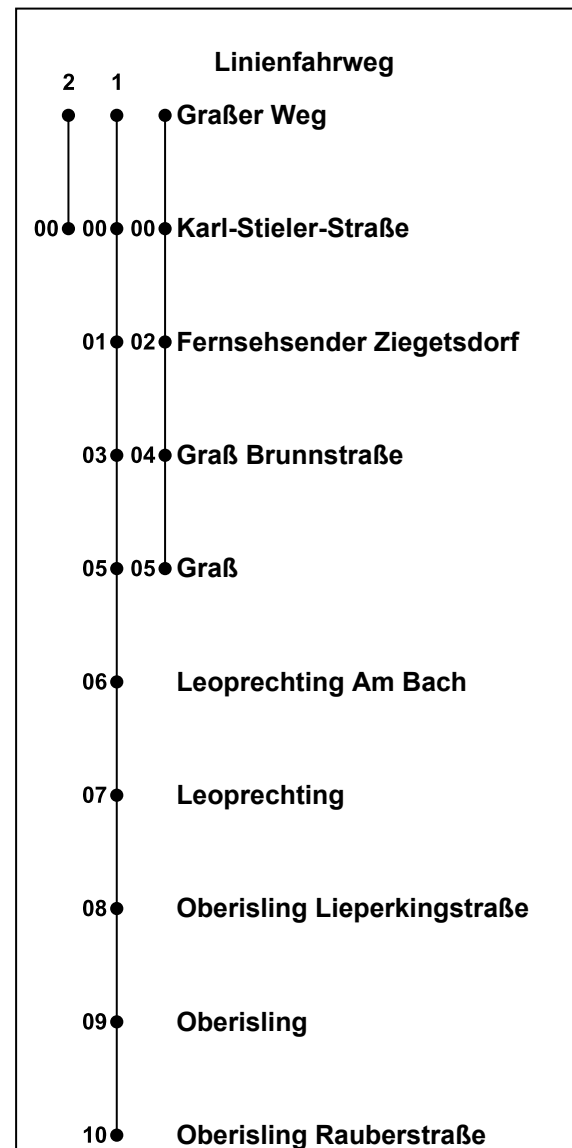 Linienfahrweg
2 1
Graßer Weg
00 00 00 Karl-Stieler-Straße
01 02 Fernsehsender Ziegetsdorf
03 04 Graß Brunnstraße
05 05 Graß
06 Leoprechting Am Bach
07 Leoprechting
08 Oberisling Lieperkingstraße
09 Oberisling
10 Oberisling Rauberstraße